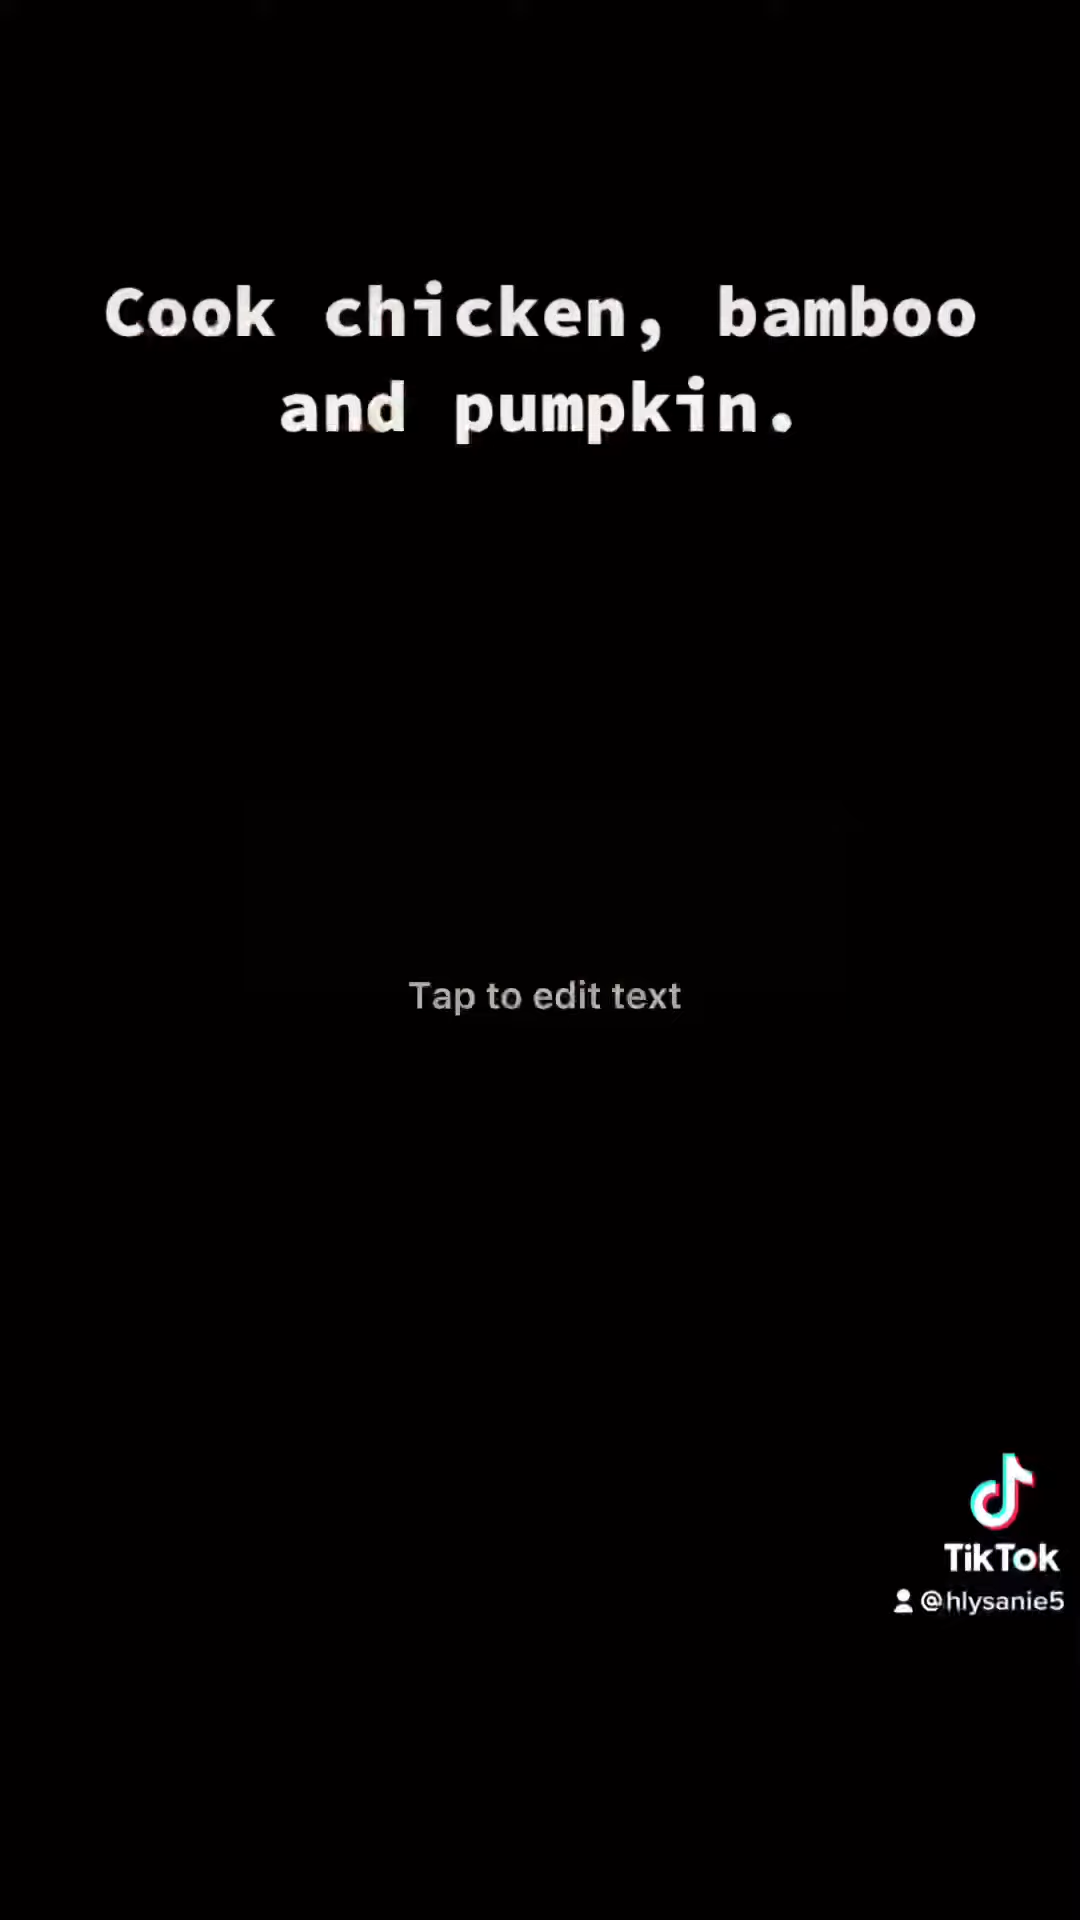 Cook chicken, bamboo
and pumpkin.
Tap to edit text
TikTok
@hlysanie5